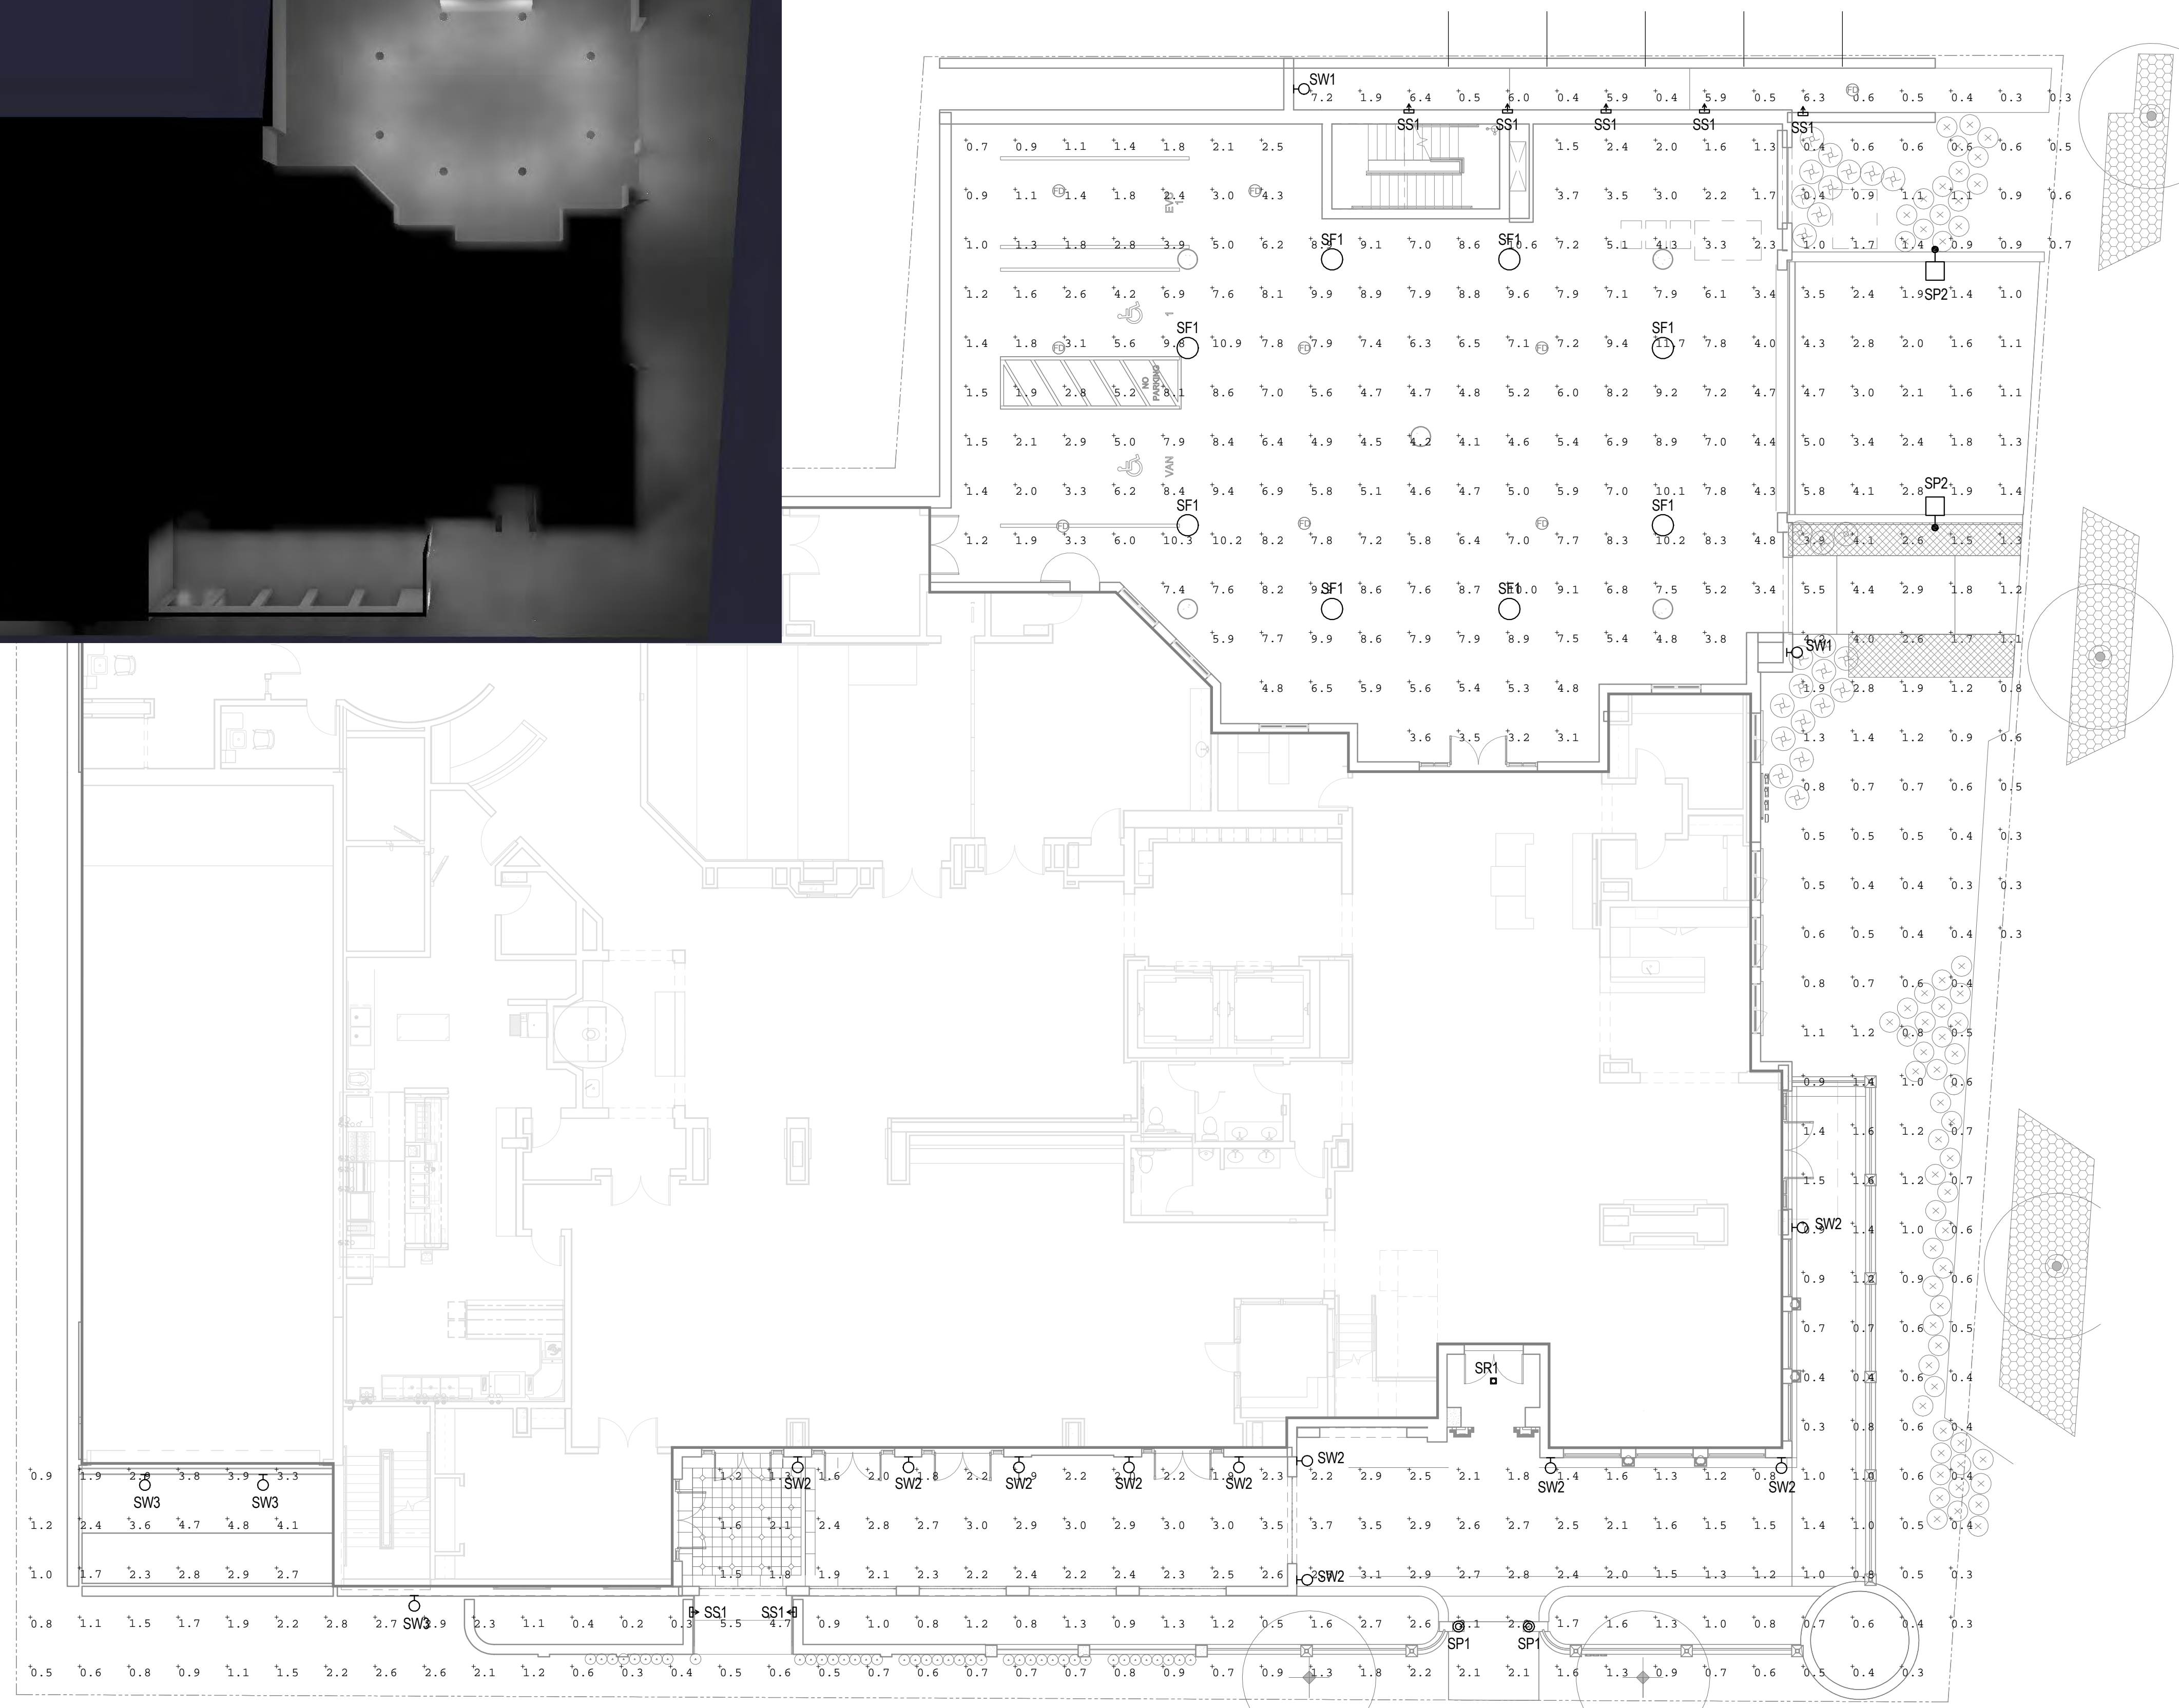 SW1
7.2 1.9 6.4 0.5 6.0 0.4 5.9 0.4 5.9 0.5 6.3 FD 0.6 0.5 0.4 0.3 0.3
SS1 SS1 SS1 SS1 SS1
0.7 0.9 1.1 1.4 1.8 2.1 2.5 1.5 2.4 2.0 1.6 1.3 0.4 0.6 0.6 0.6 0.6 0.5
FD FD
0.9 1.1 1.4 1.8 2.4 3.0 4.3 3.7 3.5 3.0 2.2 1.7 0.4 0.9 1.1 1.1 0.9 0.6
EV
1
SF1 SF1
1.0 1.3 1.8 2.8 3.9 5.0 6.2 9.1 7.0 8.6 10.6 7.2 5.1 4.3 3.3 2.3 1.0 1.7 1.4 0.9 0.9 0.7
1.2 1.6 2.6 4.2 6.9 7.6 8.1 9.9 8.9 7.9 8.8 9.6 7.9 7.1 7.9 6.1 3.4 3.5 2.4 1.9 SP2 1.4 1.0
1
SF1 SF1
1.4 1.8 FD 3.1 5.6 9.8 10.9 7.8 FD 7.9 7.4 6.3 6.5 7.1 FD 7.2 9.4 11.7 7.8 4.0 4.3 2.8 2.0 1.6 1.1
NO
PARKING
1.5 1.9 2.8 5.2 8.1 8.6 7.0 5.6 4.7 4.7 4.8 5.2 6.0 8.2 9.2 7.2 4.7 4.7 3.0 2.1 1.6 1.1
1.5 2.1 2.9 5.0 7.9 8.4 6.4 4.9 4.5 4.2 4.1 4.6 5.4 6.9 8.9 7.0 4.4 5.0 3.4 2.4 1.8 1.3
VAN
SP2
1.4 2.0 3.3 6.2 8.4 9.4 6.9 5.8 5.1 4.6 4.7 5.0 5.9 7.0 10.1 7.8 4.3 5.8 4.1 2.8 1.9 1.4
SF1 SF1
FD FD FD
1.2 1.9 3.3 6.0 10.3 10.2 8.2 7.8 7.2 5.8 6.4 7.0 7.7 8.3 10.2 8.3 4.8 3.9 4.1 2.6 1.5 1.3
SF1 SF1
7.4 7.6 8.2 8.6 7.6 8.7 10.0 9.1 6.8 7.5 5.2 3.4 5.5 4.4 2.9 1.8 1.2
5.9 7.7 9.9 8.6 7.9 7.9 8.9 7.5 5.4 4.8 3.8 4.2 4.0 2.6 1.7 1.1
SW1
4.8 6.5 5.9 5.6 5.4 5.3 4.8 1.9 2.8 1.9 1.2 0.8
3.6 3.5 3.2 3.1 1.3 1.4 1.2 0.9 0.6
0.8 0.7 0.7 0.6 0.5
0.5 0.5 0.5 0.4 0.3
0.5 0.4 0.4 0.3 0.3
0.6 0.5 0.4 0.4 0.3
0.8 0.7 0.6 0.4
1.1 1.2 0.8 0.5
0.9 1.4 1.0 0.6
1.4 1.6 1.2 0.7
1.5 1.6 1.2 0.7
0.9 SW2 1.4 1.0 0.6
0.9 1.2 0.9 0.6
0.7 0.7 0.6 0.5
SR1
0.4 0.4 0.6 0.4
0.3 0.8 0.6 0.4
SW2
0.9 1.9 2.9 3.8 3.9 3.3 1.2 1.3 1.6 2.0 1.8 2.2 1.9 2.2 2.0 2.2 1.9 2.3 2.2 2.9 2.5 2.1 1.8 1.4 1.6 1.3 1.2 0.8 1.0 1.0 0.6 0.4
SW3 SW3 SW2 SW2 SW2 SW2 SW2 SW2 SW2
1.2 2.4 3.6 4.7 4.8 4.1 1.6 2.1 2.4 2.8 2.7 3.0 2.9 3.0 2.9 3.0 3.0 3.5 3.7 3.5 2.9 2.6 2.7 2.5 2.1 1.6 1.5 1.5 1.4 1.0 0.5 0.4
1.0 1.7 2.3 2.8 2.9 2.7 1.5 1.8 1.9 2.1 2.3 2.2 2.4 2.2 2.4 2.3 2.5 2.6 SW2 3.1 2.9 2.7 2.8 2.4 2.0 1.5 1.3 1.2 1.0 0.8 0.5 0.3
SS1 SS1
0.8 1.1 1.5 1.7 1.9 2.2 2.8 2.7 SW3 2.9 2.3 1.1 0.4 0.2 0.3 5.5 4.7 0.9 1.0 0.8 1.2 0.8 1.3 0.9 1.3 1.2 0.5 1.6 2.7 2.6 2.1 1.7 1.6 1.3 1.0 0.8 0.7 0.6 0.4 0.3
SP1 SP1
0.5 0.6 0.8 0.9 1.1 1.5 2.2 2.6 2.6 2.1 1.2 0.6 0.3 0.4 0.5 0.6 0.5 0.7 0.6 0.7 0.7 0.7 0.8 0.9 0.7 0.9 1.3 1.8 2.2 2.1 2.1 1.6 1.3 0.9 0.7 0.6 0.5 0.4 0.3